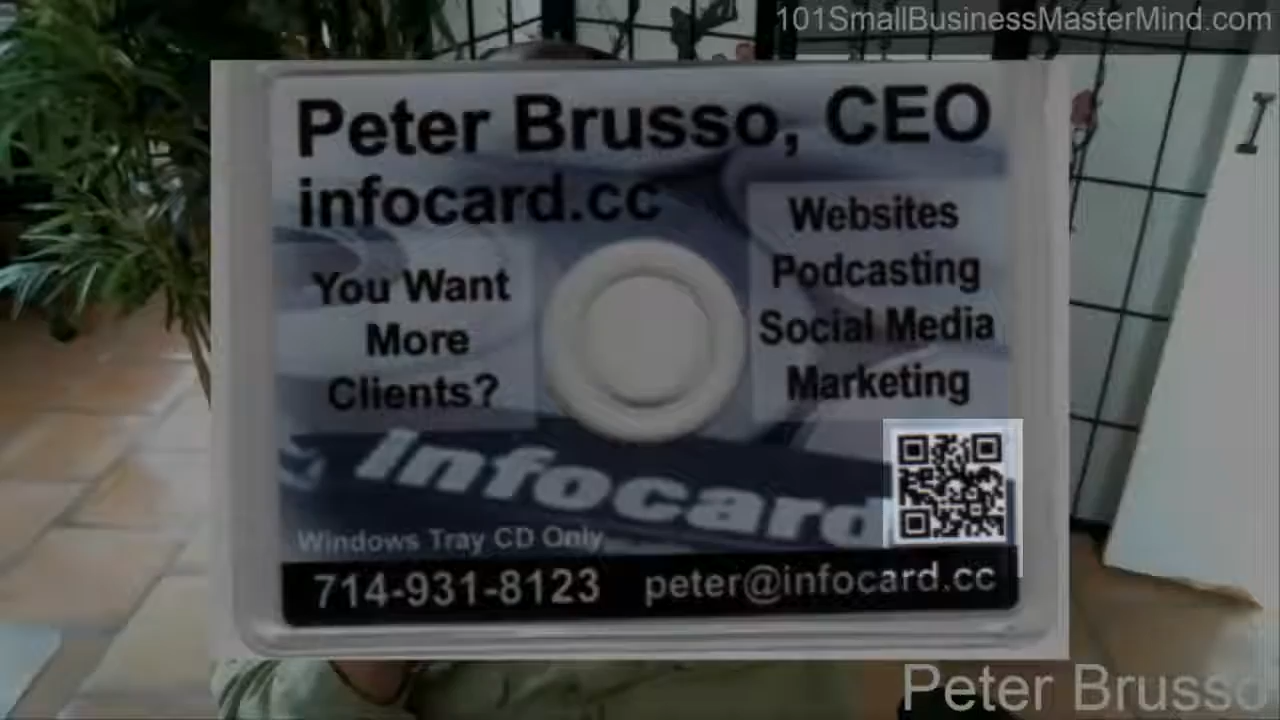 101SmallBusinessMasterMind.com
Peter Brusso, CEO
infocard.cc
You Want
More
Clients?
Websites
Podcasting
Social Media
Marketing
Infocard
Windows Tray CD Only
714-931-8123 peter@infocard.cc
Peter Brusso